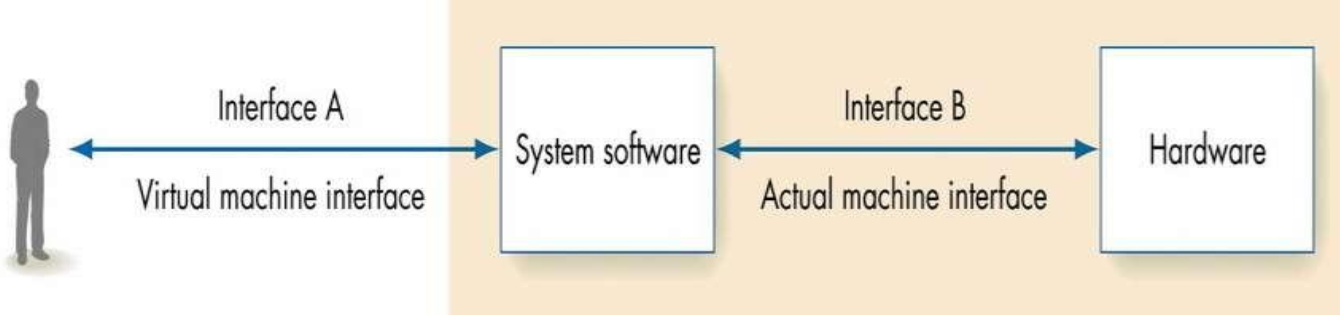 Interface A
Virtual machine interface
System software
Interface B
Actual machine interface
Hardware